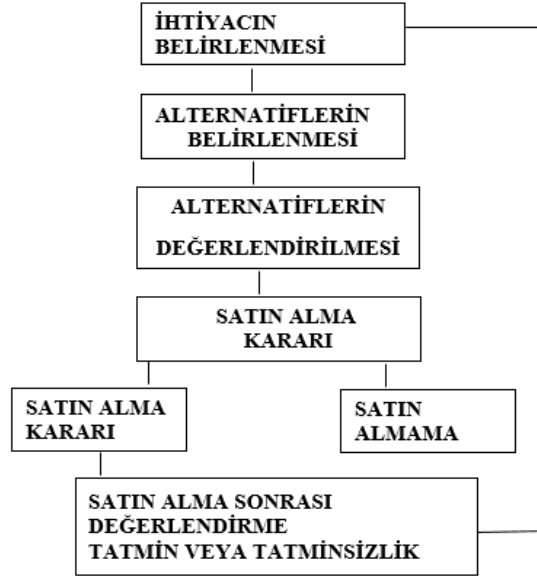 İHTİYACIN
BELİRLENMESİ
ALTERNATİFLERİN
BELİRLENMESİ
ALTERNATİFLERİN
DEĞERLENDİRİLMESİ
SATIN ALMA
KARARI
SATIN ALMA
KARARI
SATIN
ALMAMA
SATIN ALMA SONRASI
DEĞERLENDİRME
TATMİN VEYA TATMİNSİZLİK